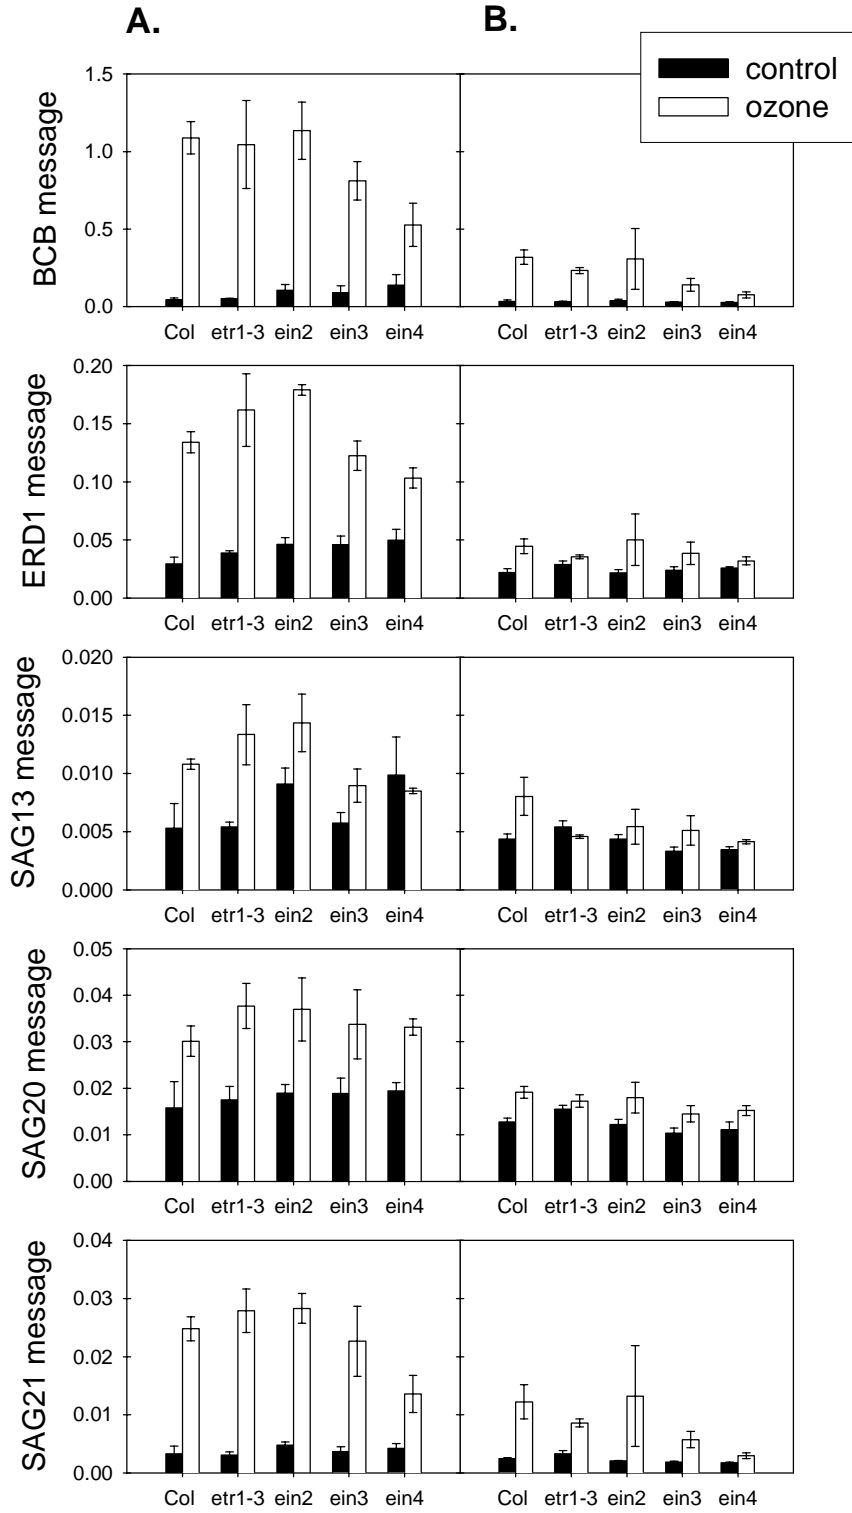 A. B.
control
ozone
BCB message
1.5
1.0
0.5
0.0
Col etr1-3 ein2 ein3 ein4 Col etr1-3 ein2 ein3 ein4
ERD1 message
0.20
0.15
0.10
0.05
0.00
Col etr1-3 ein2 ein3 ein4 Col etr1-3 ein2 ein3 ein4
SAG13 message
0.020
0.015
0.010
0.005
0.000
Col etr1-3 ein2 ein3 ein4 Col etr1-3 ein2 ein3 ein4
SAG20 message
0.05
0.04
0.03
0.02
0.01
0.00
Col etr1-3 ein2 ein3 ein4 Col etr1-3 ein2 ein3 ein4
SAG21 message
0.04
0.03
0.02
0.01
0.00
Col etr1-3 ein2 ein3 ein4 Col etr1-3 ein2 ein3 ein4